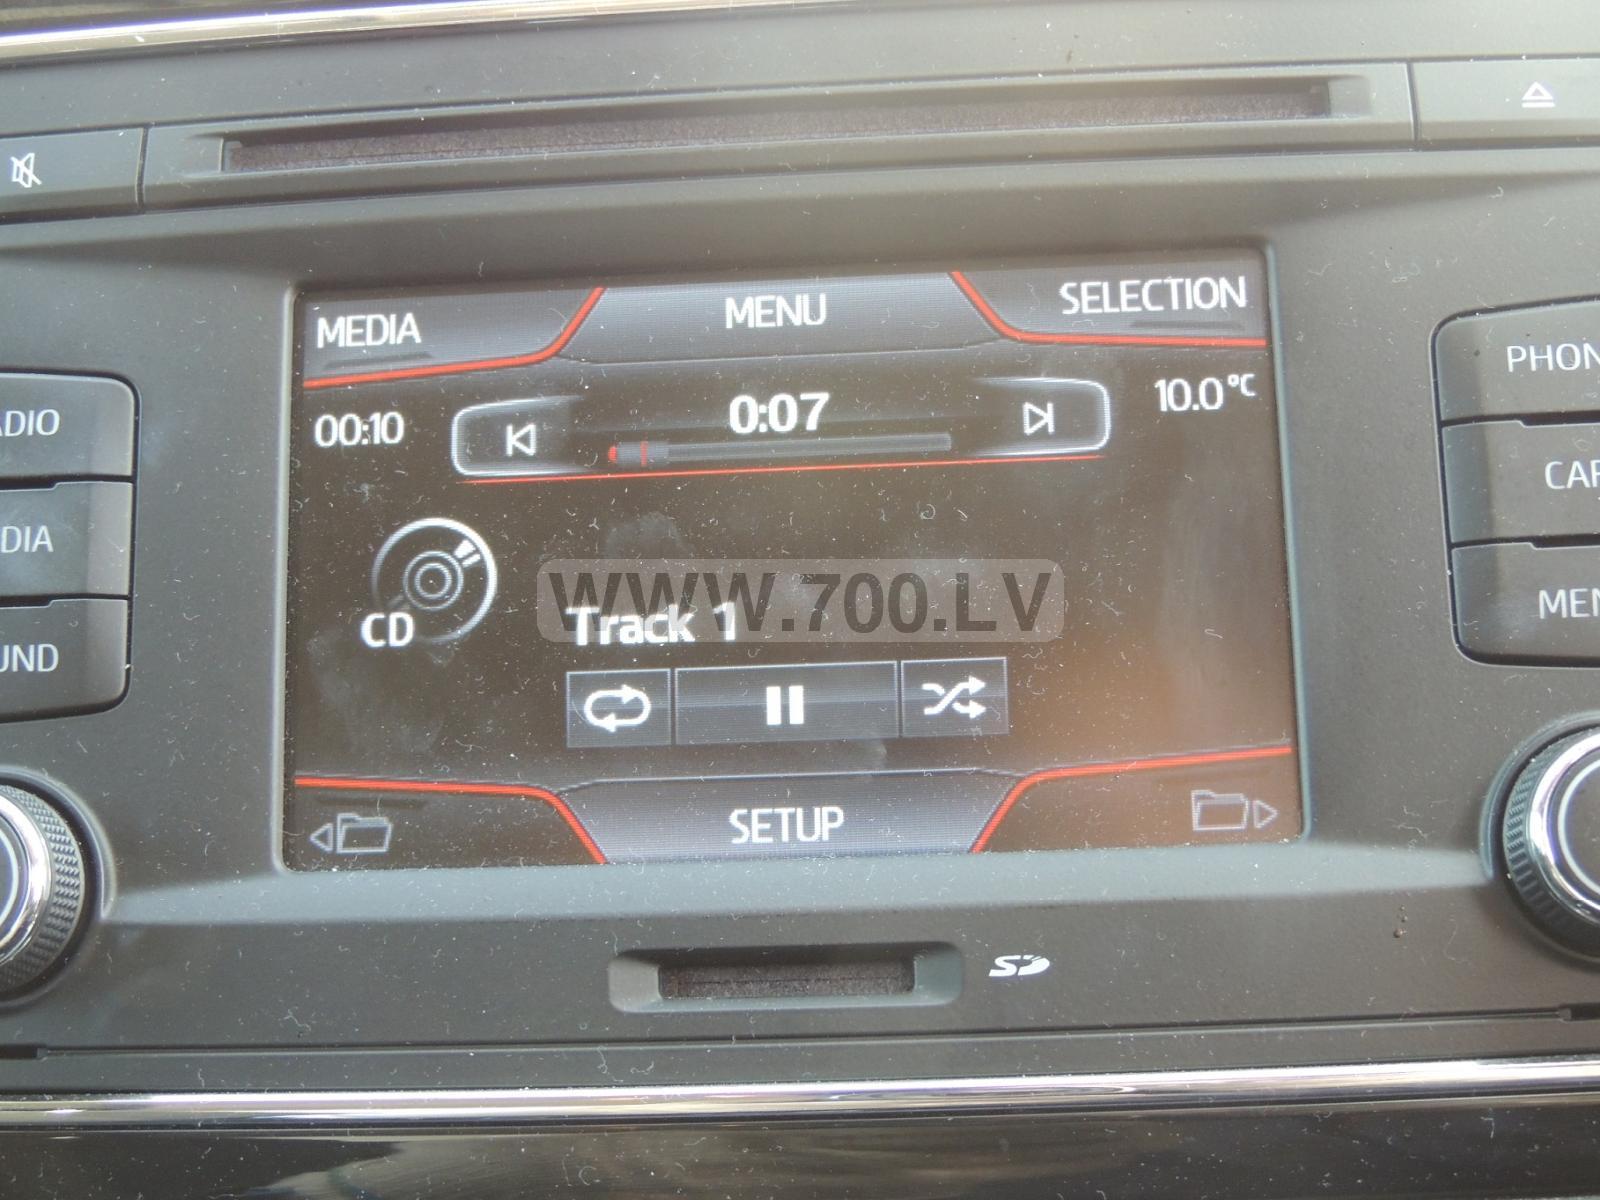 MEDIA
MENU
SELECTION
00:10
0:07
10.0°C
CD
Track 1
SETUP
WWW.700.LV
ADIO
DIA
UND
PHON
CAR
MEN
SD